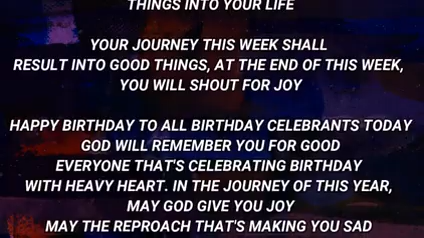 THINGS INTO YOUR LIFE
YOUR JOURNEY THIS WEEK SHALL
RESULT INTO GOOD THINGS, AT THE END OF THIS WEEK,
YOU WILL SHOUT FOR JOY
HAPPY BIRTHDAY TO ALL BIRTHDAY CELEBRANTS TODAY
GOD WILL REMEMBER YOU FOR GOOD
EVERYONE THAT'S CELEBRATING BIRTHDAY
WITH HEAVY HEART. IN THE JOURNEY OF THIS YEAR,
MAY GOD GIVE YOU JOY
MAY THE REPROACH THAT'S MAKING YOU SAD